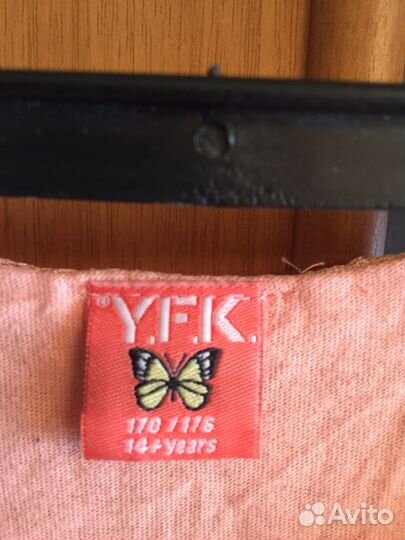 ® Y.F.K.
170 / 176
14+ years
Avito